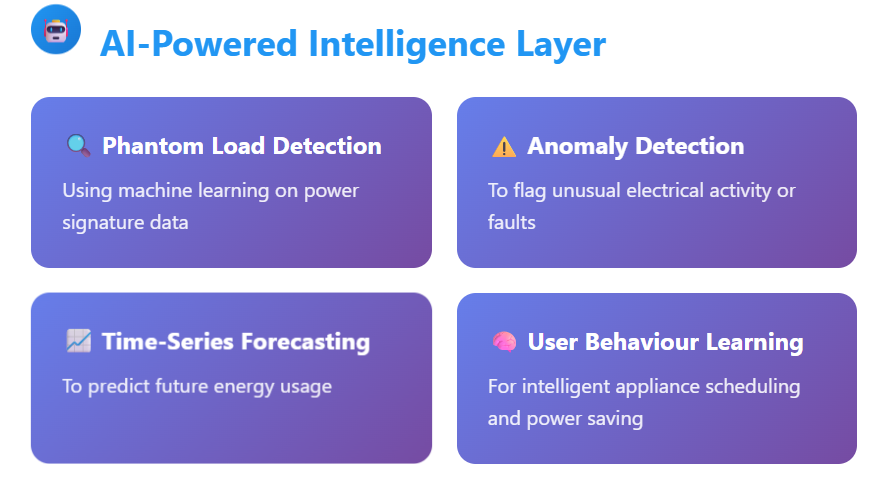 AI-Powered Intelligence Layer
Phantom Load Detection
Using machine learning on power
signature data
Anomaly Detection
To flag unusual electrical activity or
faults
Time-Series Forecasting
To predict future energy usage
User Behaviour Learning
For intelligent appliance scheduling
and power saving